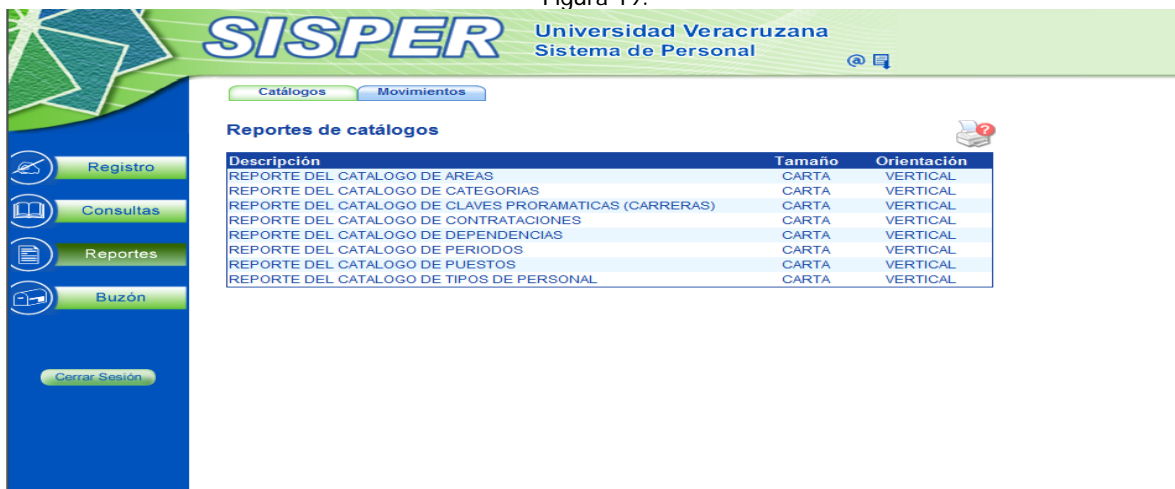 Figura 19.
SISPER
Universidad Veracruzana
Sistema de Personal
Catálogos Movimientos
Reportes de catálogos
Registro
Consultas
Reportes
Buzón
Cerrar Sesión
Descripción Tamaño Orientación
REPORTE DEL CATALOGO DE AREAS CARTA VERTICAL
REPORTE DEL CATALOGO DE CATEGORIAS CARTA VERTICAL
REPORTE DEL CATALOGO DE CLAVES PRORAMATICAS (CARRERAS) CARTA VERTICAL
REPORTE DEL CATALOGO DE CONTRATACIONES CARTA VERTICAL
REPORTE DEL CATALOGO DE DEPENDENCIAS CARTA VERTICAL
REPORTE DEL CATALOGO DE PERIODOS CARTA VERTICAL
REPORTE DEL CATALOGO DE PUESTOS CARTA VERTICAL
REPORTE DEL CATALOGO DE TIPOS DE PERSONAL CARTA VERTICAL